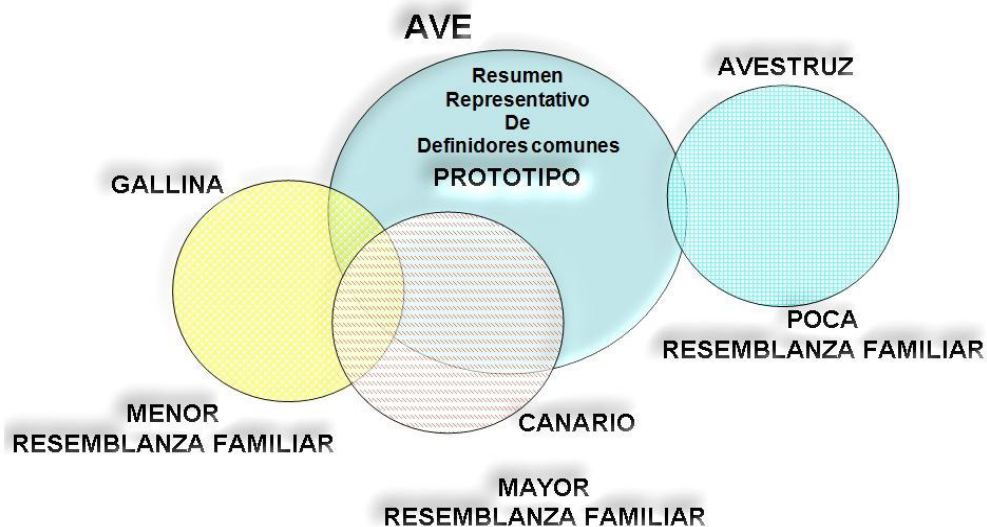 AVE
Resumen
Representativo
De
Definidores comunes
PROTOTIPO
AVESTRUZ
GALLINA
POCA
RESEMBLANZA FAMILIAR
MENOR
RESEMBLANZA FAMILIAR
CANARIO
MAYOR
RESEMBLANZA FAMILIAR